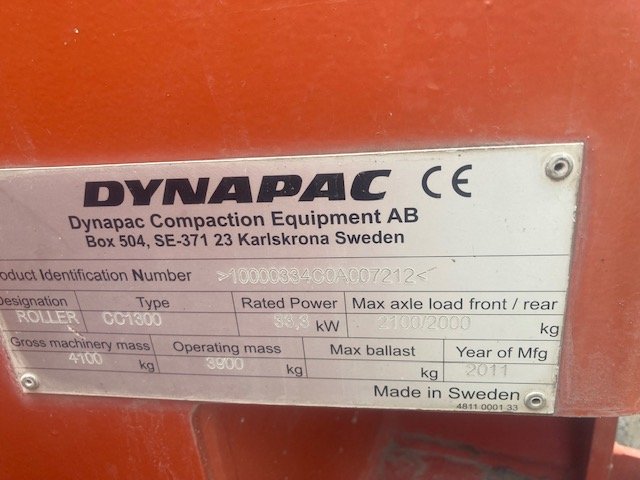 DYNAPAC CE
Dynapac Compaction Equipment AB
Box 504, SE-371 23 Karlskrona Sweden
roduct Identification Number >10000334C0A007212<
Designation Type Rated Power Max axle load front / rear
ROLLER CC1300 33,3 kW 2100/2000 kg
Gross machinery mass Operating mass Max ballast Year of Mfg
4100 kg 3900 kg kg 2011
Made in Sweden
4811 0001 33